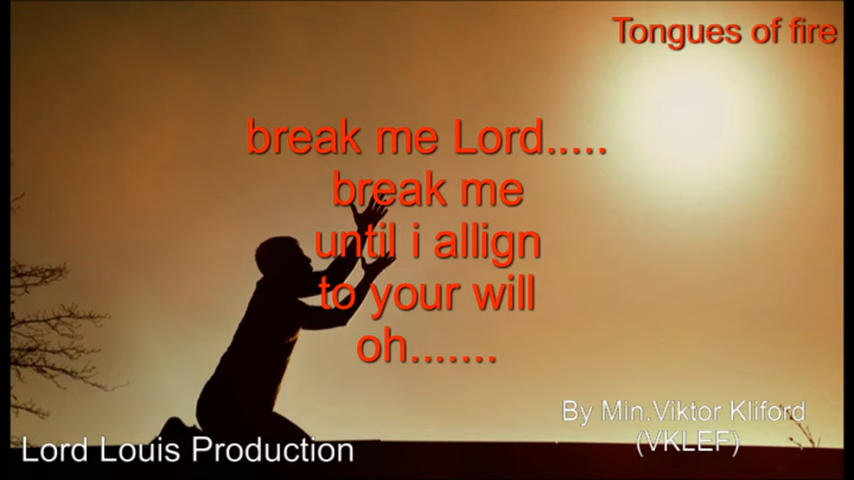 Tongues of fire
break me Lord.....
break me
until i allign
to your will
oh.......
By Min.Viktor Kliford
(VKLEF)
Lord Louis Production